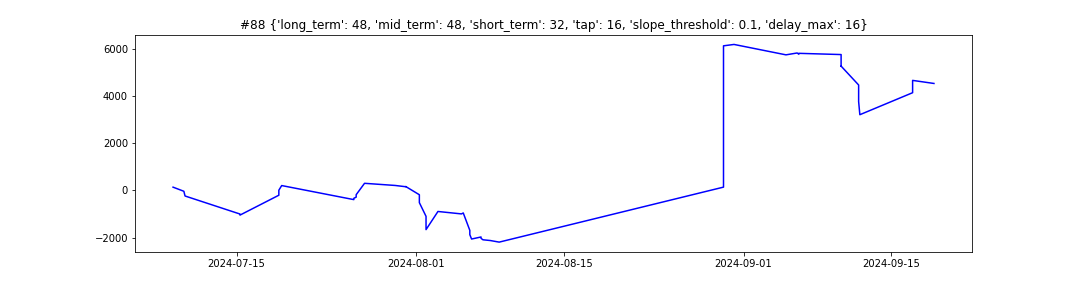 #88 {'long_term': 48, 'mid_term': 48, 'short_term': 32, 'tap': 16, 'slope_threshold': 0.1, 'delay_max': 16}
6000
4000
2000
0
−2000
2024-07-15 2024-08-01 2024-08-15 2024-09-01 2024-09-15